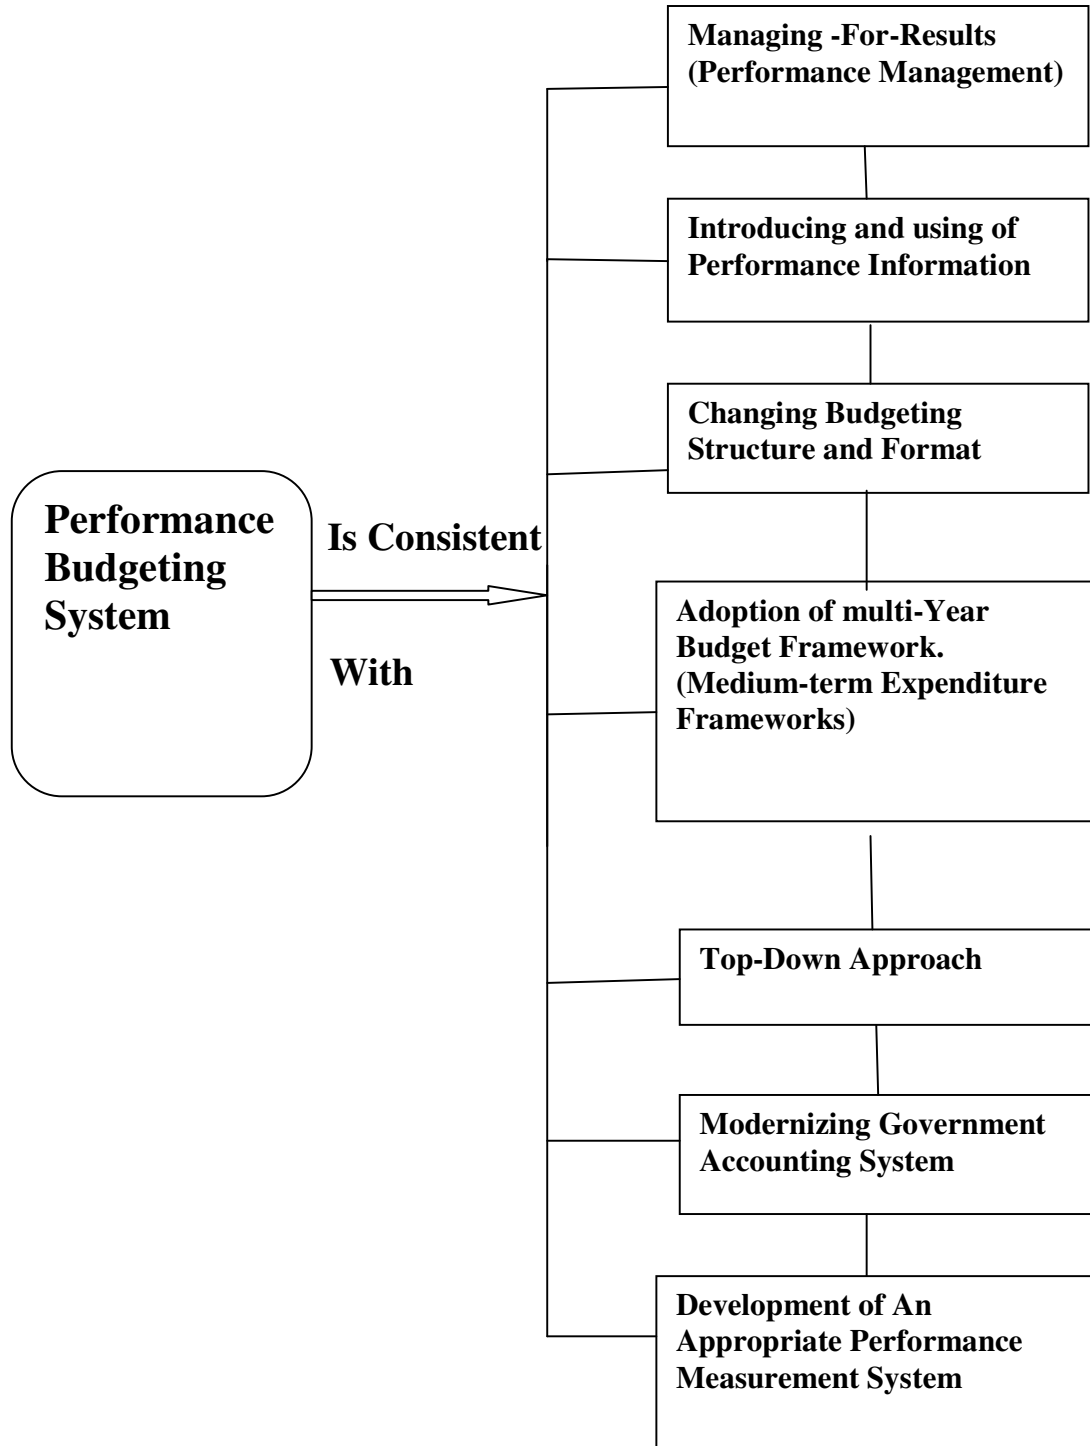 Managing -For-Results
(Performance Management)
Introducing and using of
Performance Information
Changing Budgeting
Structure and Format
Performance
Budgeting
System
Is Consistent
With
Adoption of multi-Year
Budget Framework.
(Medium-term Expenditure
Frameworks)
Top-Down Approach
Modernizing Government
Accounting System
Development of An
Appropriate Performance
Measurement System